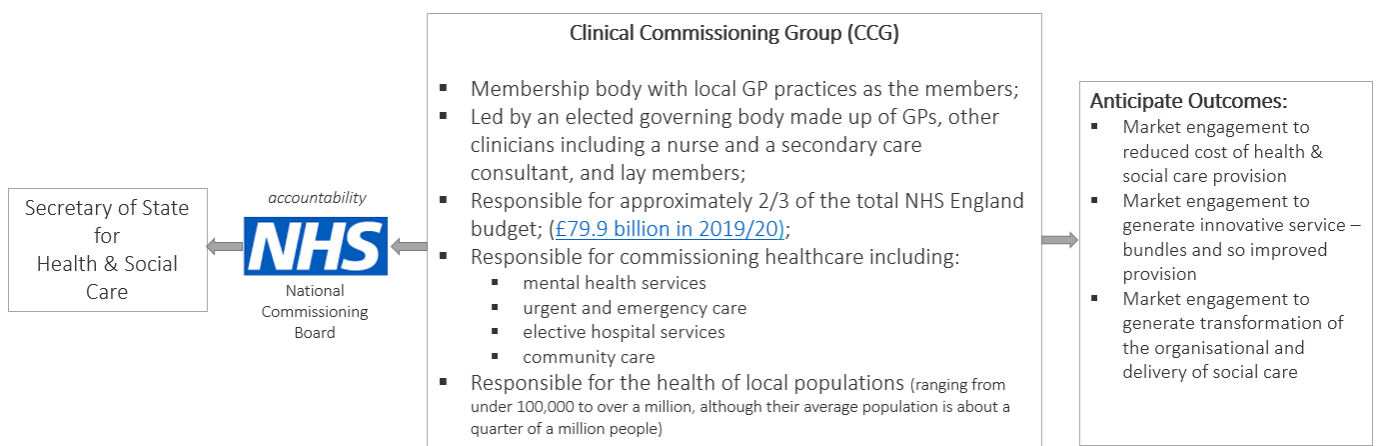 Secretary of State
for
Health & Social
Care
accountability
NHS
National
Commissioning
Board
Clinical Commissioning Group (CCG)
▪ Membership body with local GP practices as the members;
▪ Led by an elected governing body made up of GPs, other
clinicians including a nurse and a secondary care
consultant, and lay members;
▪ Responsible for approximately 2/3 of the total NHS England
budget; (£79.9 billion in 2019/20);
▪ Responsible for commissioning healthcare including:
▪ mental health services
▪ urgent and emergency care
▪ elective hospital services
▪ community care
▪ Responsible for the health of local populations (ranging from
under 100,000 to over a million, although their average population is about a
quarter of a million people)
Anticipate Outcomes:
▪ Market engagement to
reduced cost of health &
social care provision
▪ Market engagement to
generate innovative service –
bundles and so improved
provision
▪ Market engagement to
generate transformation of
the organisational and
delivery of social care